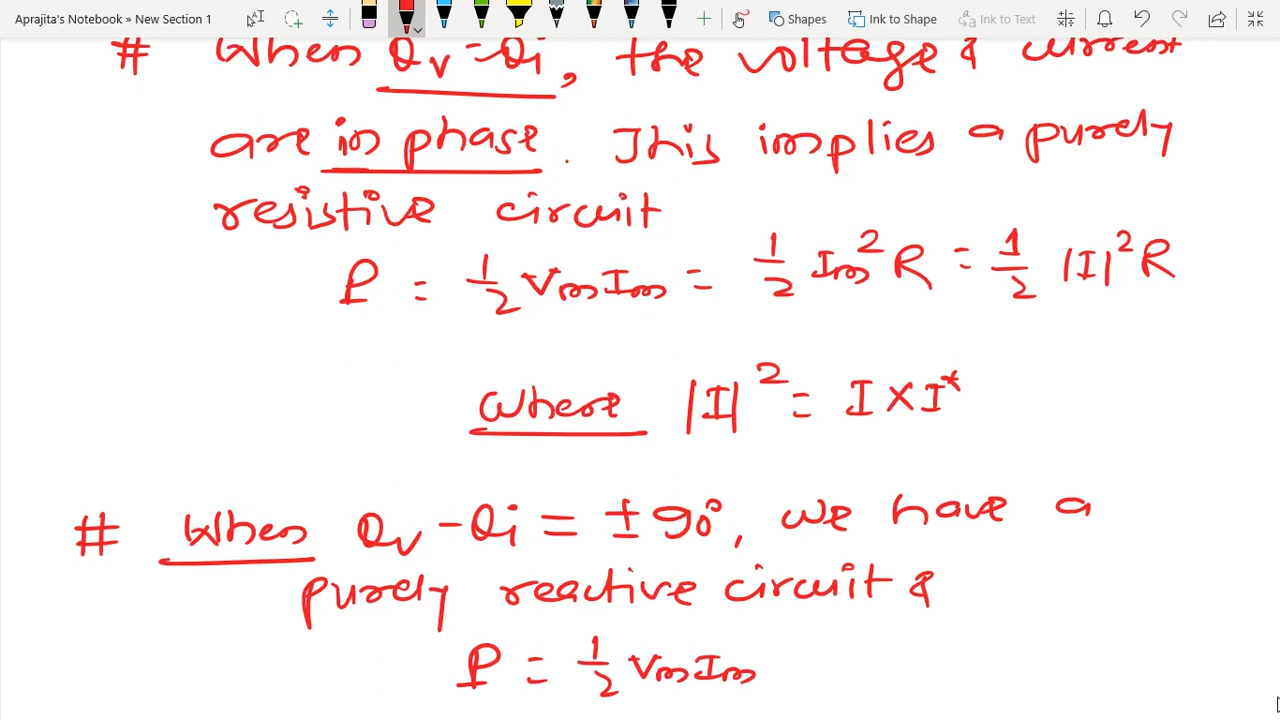 Aprajita's Notebook » New Section 1
Shapes
Ink to Shape
Ink to Text
# When θv - θi, the voltage & current
are in phase. This implies a purely
resistive circuit
P = 1/2 VmIm = 1/2 Im² R = 1/2 |I|² R
Where |I|² = I × I*
# When θv - θi = ± 90°, we have a
purely reactive circuit &
P = 1/2 VmIm